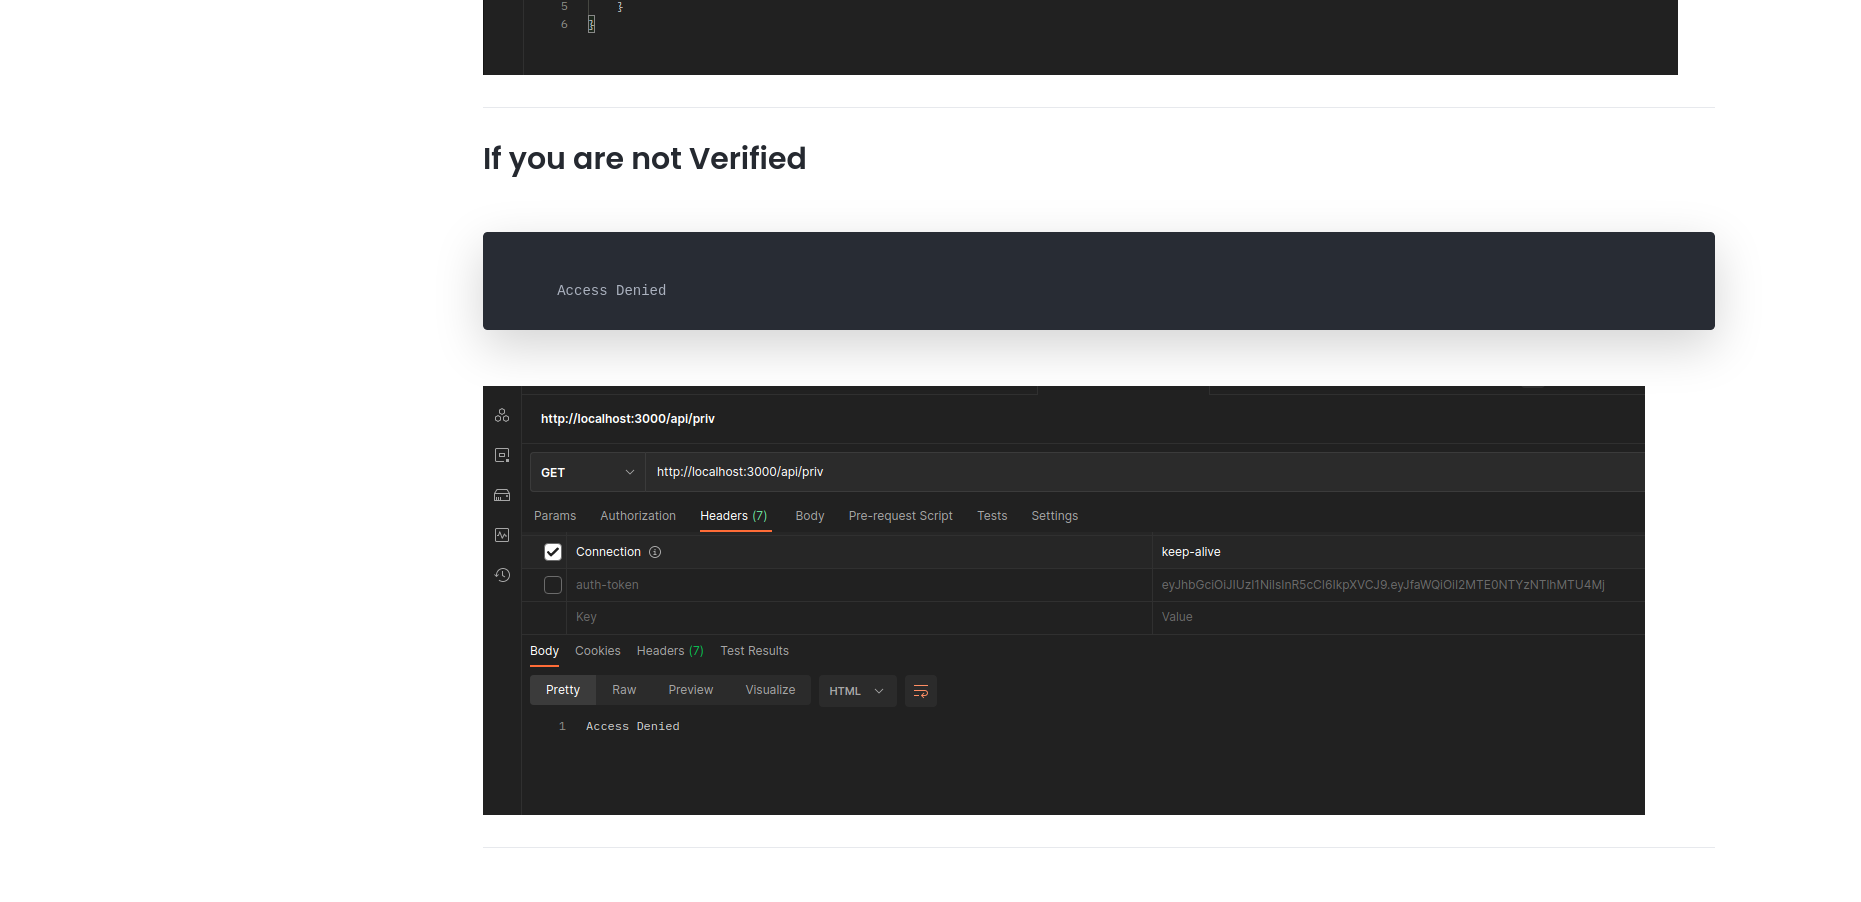 5 }
6 }
If you are not Verified
Access Denied
http://localhost:3000/api/priv
GET http://localhost:3000/api/priv
Params Authorization Headers (7) Body Pre-request Script Tests Settings
Connection keep-alive
auth-token eyJhbGciOiJIUzI1NiIsInR5cCI6IkpXVCJ9.eyJfaWQiOiI2MTE0NTYzNTlhMTU4Mj
Key Value
Body Cookies Headers (7) Test Results
Pretty Raw Preview Visualize HTML
1 Access Denied